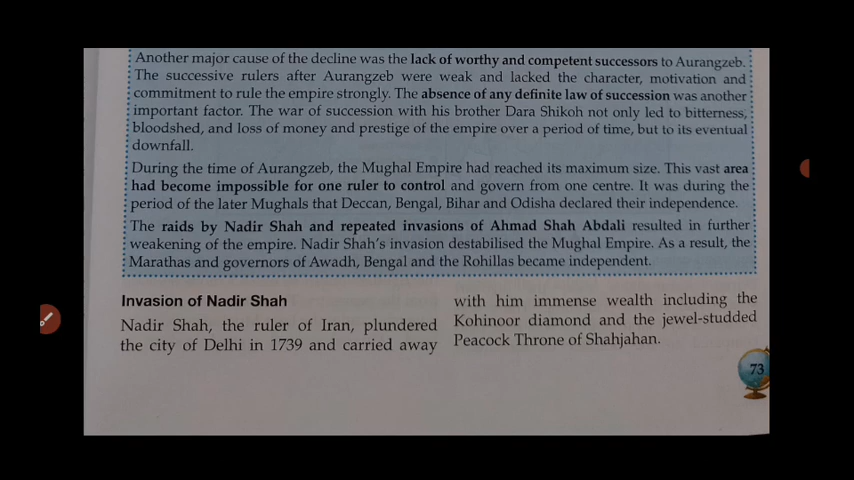 Another major cause of the decline was the lack of worthy and competent successors to Aurangzeb.
The successive rulers after Aurangzeb were weak and lacked the character, motivation and
commitment to rule the empire strongly. The absence of any definite law of succession was another
important factor. The war of succession with his brother Dara Shikoh not only led to bitterness,
bloodshed, and loss of money and prestige of the empire over a period of time, but to its eventual
downfall.
During the time of Aurangzeb, the Mughal Empire had reached its maximum size. This vast area
had become impossible for one ruler to control and govern from one centre. It was during the
period of the later Mughals that Deccan, Bengal, Bihar and Odisha declared their independence.
The raids by Nadir Shah and repeated invasions of Ahmad Shah Abdali resulted in further
weakening of the empire. Nadir Shah's invasion destabilised the Mughal Empire. As a result, the
Marathas and governors of Awadh, Bengal and the Rohillas became independent.
Invasion of Nadir Shah
Nadir Shah, the ruler of Iran, plundered
the city of Delhi in 1739 and carried away
with him immense wealth including the
Kohinoor diamond and the jewel-studded
Peacock Throne of Shahjahan.
73